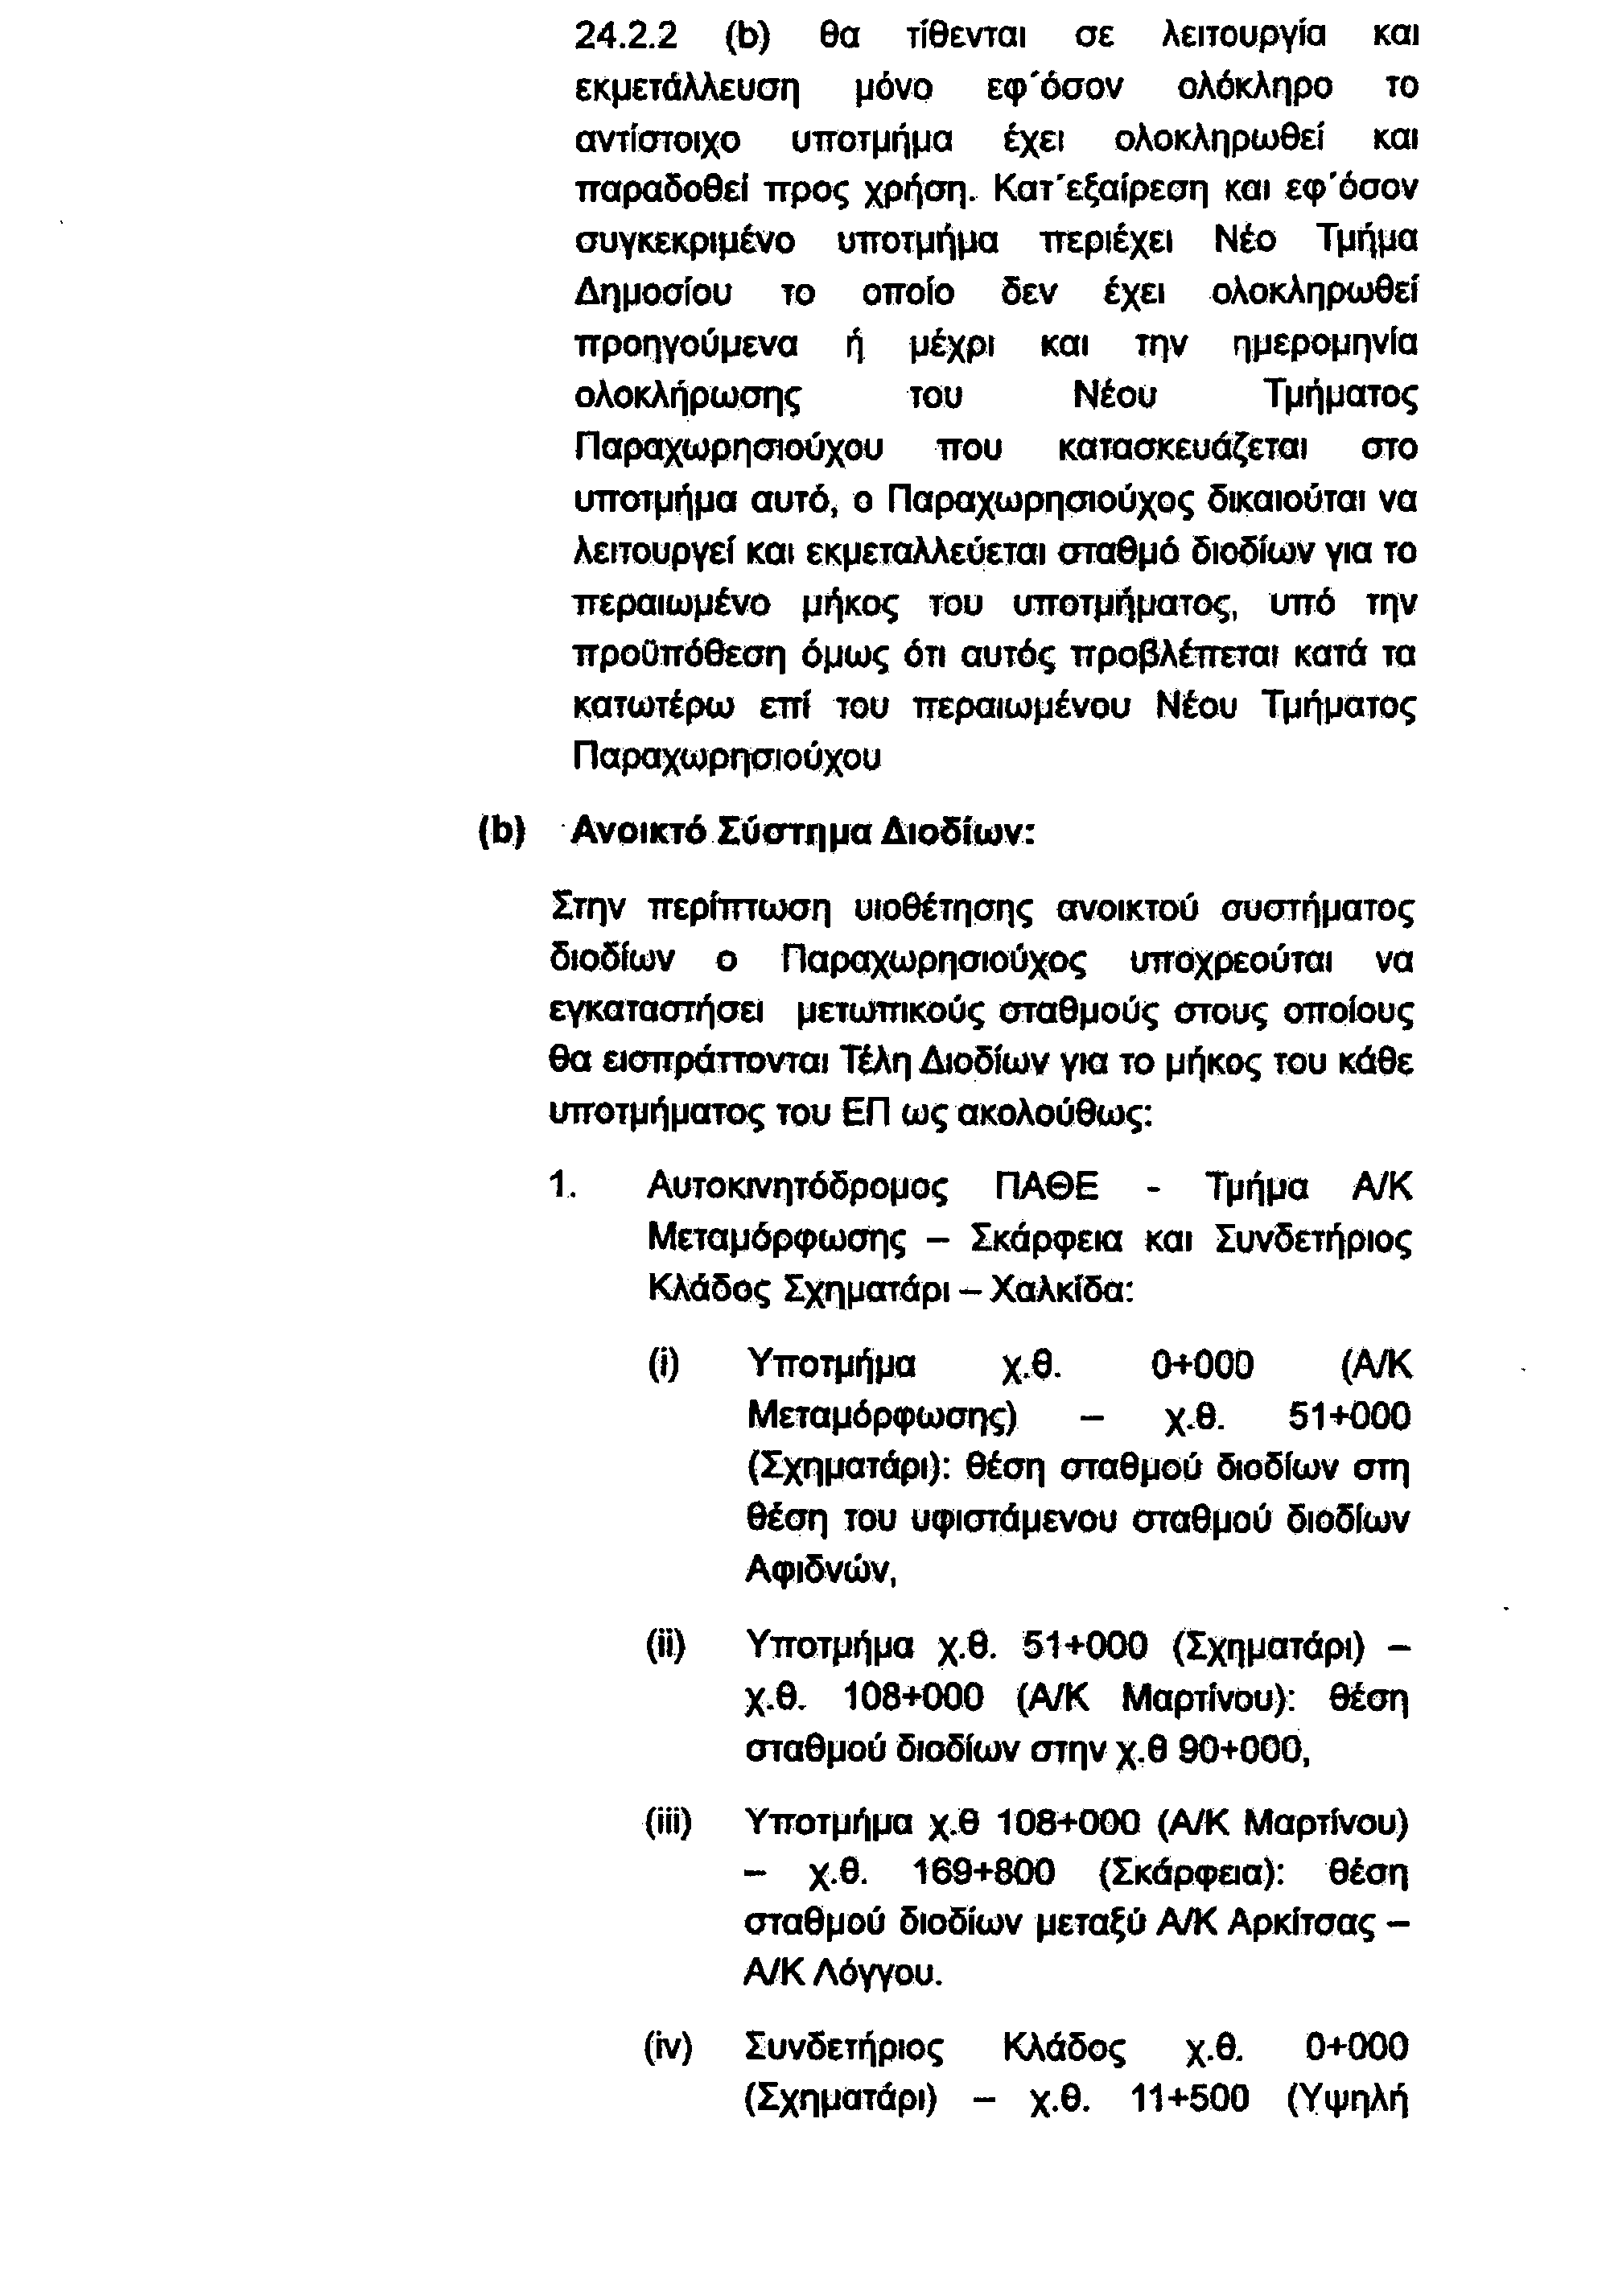 24.2.2 (b) θα τίθενται σε λειτουργία και
εκμετάλλευση μόνο εφ΄όσον ολόκληρο το
αντίστοιχο υποτμήμα έχει ολοκληρωθεί και
παραδοθεί προς χρήση. Κατ΄εξαίρεση και εφ΄όσον
συγκεκριμένο υποτμήμα περιέχει Νέο Τμήμα
Δημοσίου το οποίο δεν έχει ολοκληρωθεί
προηγούμενα ή μέχρι και την ημερομηνία
ολοκλήρωσης του Νέου Τμήματος
Παραχωρησιούχου που κατασκευάζεται στο
υποτμήμα αυτό, ο Παραχωρησιούχος δικαιούται να
λειτουργεί και εκμεταλλεύεται σταθμό διοδίων για το
περαιωμένο μήκος του υποτμήματος, υπό την
προϋπόθεση όμως ότι αυτός προβλέπεται κατά τα
κατωτέρω επί του περαιωμένου Νέου Τμήματος
Παραχωρησιούχου
(b) Ανοικτό Σύστημα Διοδίων:
Στην περίπτωση υιοθέτησης ανοικτού συστήματος
διοδίων ο Παραχωρησιούχος υποχρεούται να
εγκαταστήσει μετωπικούς σταθμούς στους οποίους
θα εισπράττονται Τέλη Διοδίων για το μήκος του κάθε
υποτμήματος του ΕΠ ως ακολούθως:
1. Αυτοκινητόδρομος ΠΑΘΕ - Τμήμα Α/Κ
Μεταμόρφωσης – Σκάρφεια και Συνδετήριος
Κλάδος Σχηματάρι – Χαλκίδα:
(i) Υποτμήμα χ.θ. 0+000 (Α/Κ
Μεταμόρφωσης) – χ.θ. 51+000
(Σχηματάρι): θέση σταθμού διοδίων στη
θέση του υφιστάμενου σταθμού διοδίων
Αφιδνών,
(ii) Υποτμήμα χ.θ. 51+000 (Σχηματάρι) –
χ.θ. 108+000 (Α/Κ Μαρτίνου): θέση
σταθμού διοδίων στην χ.θ 90+000,
(iii) Υποτμήμα χ.θ 108+000 (Α/Κ Μαρτίνου)
– χ.θ. 169+800 (Σκάρφεια): θέση
σταθμού διοδίων μεταξύ Α/Κ Αρκίτσας –
Α/Κ Λόγγου.
(iv) Συνδετήριος Κλάδος χ.θ. 0+000
(Σχηματάρι) – χ.θ. 11+500 (Υψηλή